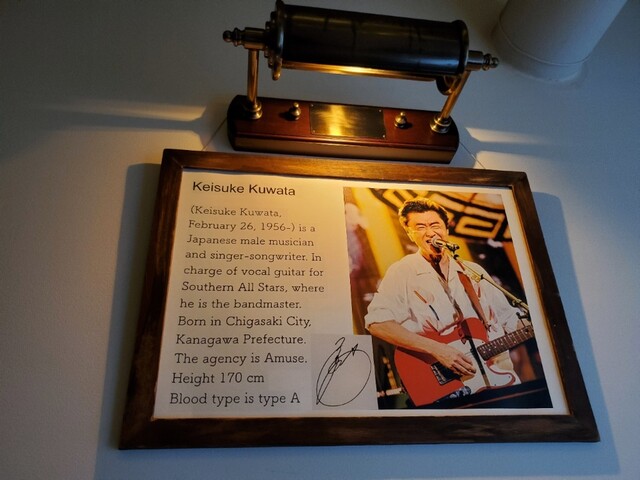 Keisuke Kuwata
(Keisuke Kuwata,
February 26, 1956-) is a
Japanese male musician
and singer-songwriter. In
charge of vocal guitar for
Southern All Stars, where
he is the bandmaster.
Born in Chigasaki City,
Kanagawa Prefecture.
The agency is Amuse.
Height 170 cm
Blood type is type A